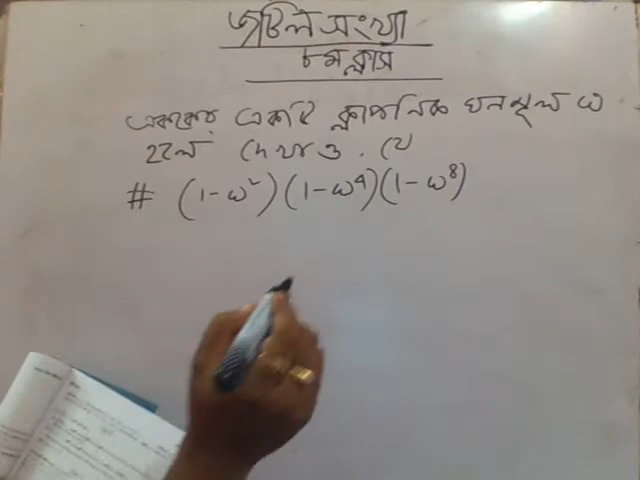 জটিল সংখ্যা
৮ম ক্লাস
এককের একটি কাল্পনিক ঘনমূল ω
হলে দেখাও যে
# (1-ω²)(1-ω⁴)(1-ω⁸)